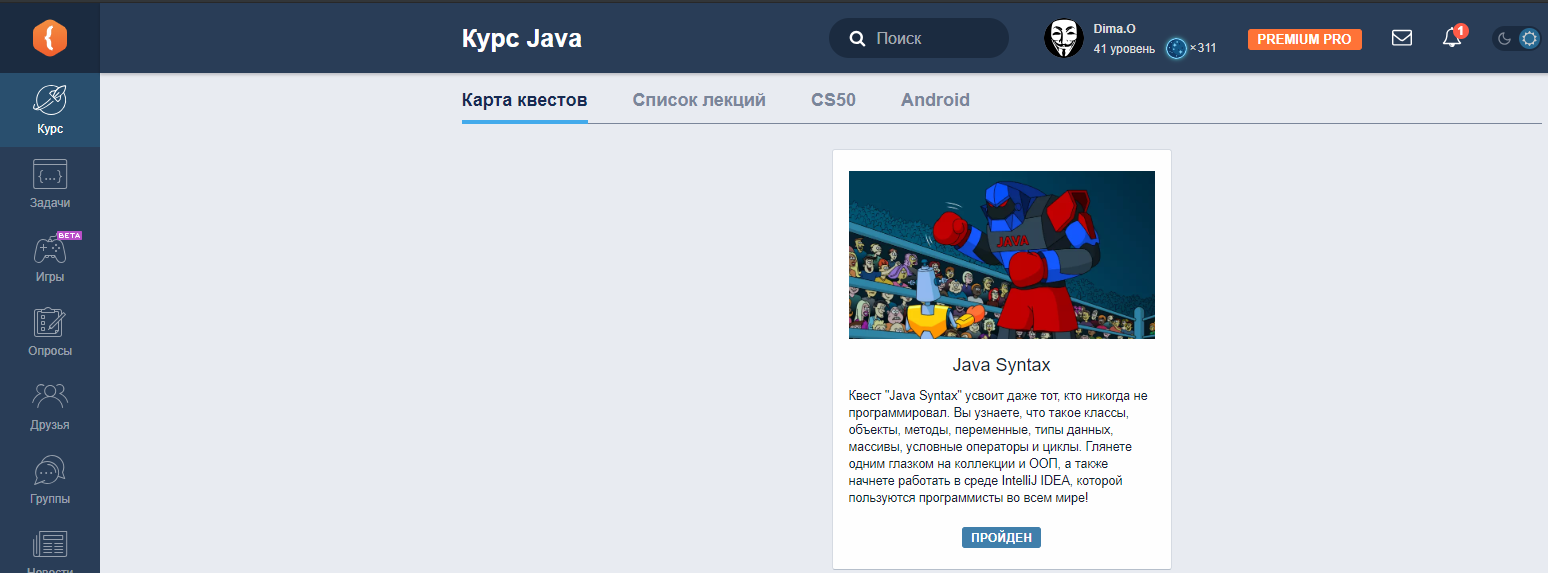 Курс Java
Поиск
Dima.O
41 уровень
×311
PREMIUM PRO
1
Карта квестов
Список лекций
CS50
Android
Курс
{...}
Задачи
BETA
Игры
Опросы
Друзья
Группы
Новости
JAVA
Java Syntax
Квест "Java Syntax" усвоит даже тот, кто никогда не
программировал. Вы узнаете, что такое классы,
объекты, методы, переменные, типы данных,
массивы, условные операторы и циклы. Глянете
одним глазком на коллекции и ООП, а также
начнете работать в среде IntelliJ IDEA, которой
пользуются программисты во всем мире!
ПРОЙДЕН